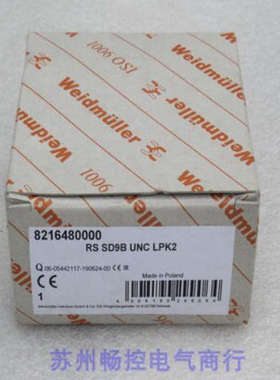 Weidmüller
ISO 9001
Weidmüller
9001
Weidmüller
8216480000
RS SD9B UNC LPK2
Made in Poland
1
苏州畅控电气商行